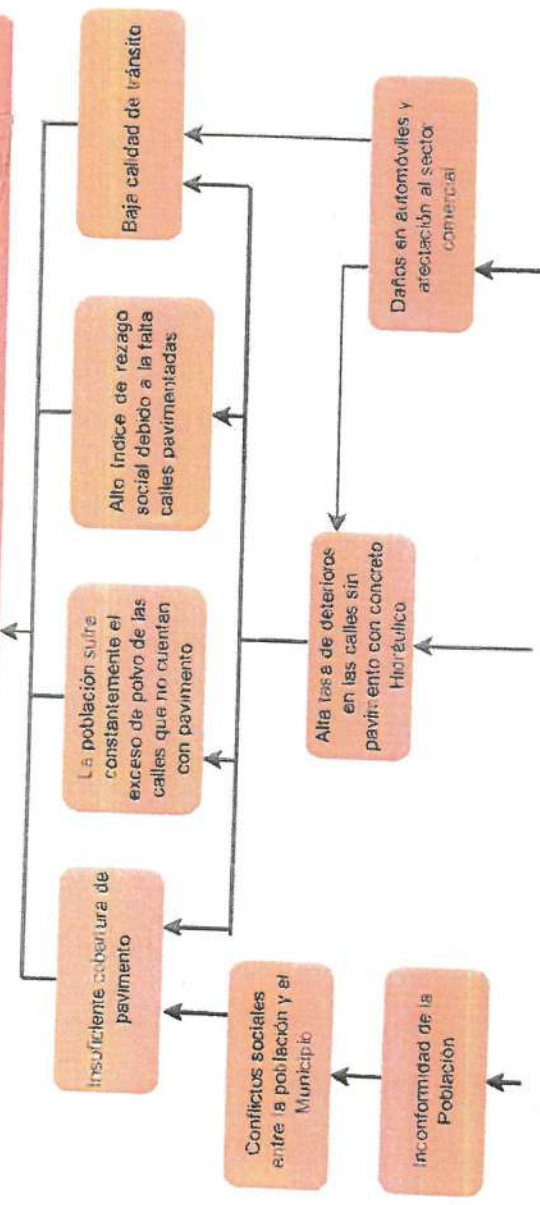 Insuficiente cobertura de
pavimento
La población sufre
constantemente el
exceso de polvo de las
calles que no cuentan
con pavimento
Alto Índice de rezago
social debido a la falta
calles pavimentadas
Baja calidad de tránsito
Conflictos sociales
entre la población y el
Municipio
Alta tasa de deterioros
en las calles sin
pavimento con concreto
Hidráulico
Daños en automóviles y
afectación al sector
comercial
Inconformidad de la
Población